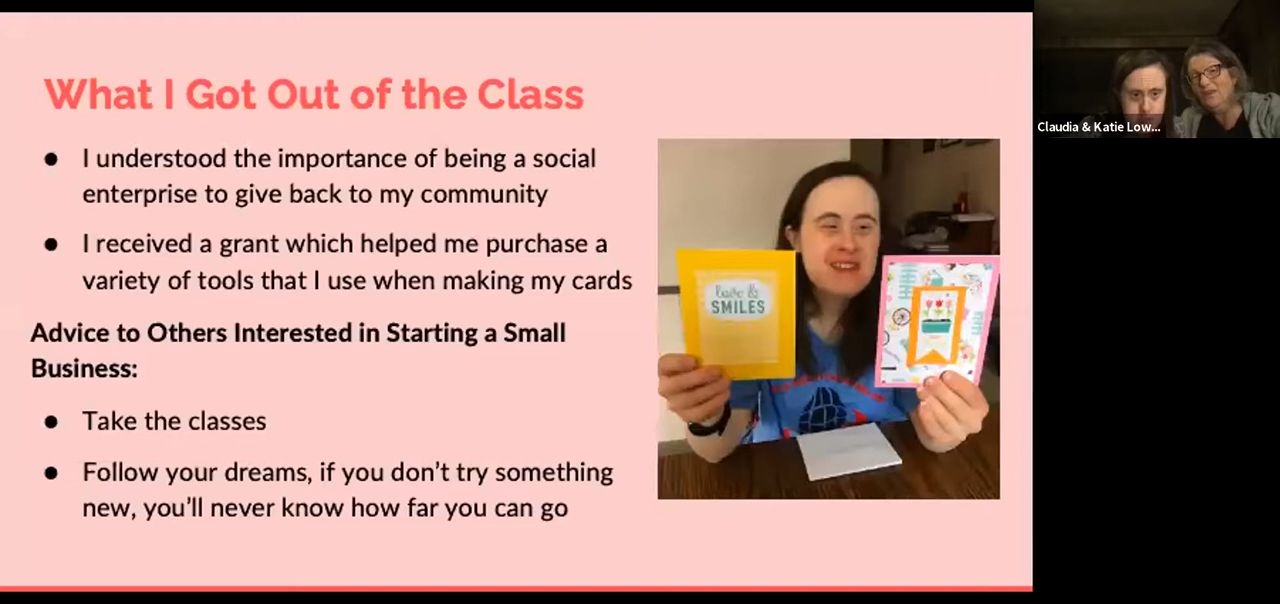 What I Got Out of the Class
● I understood the importance of being a social
enterprise to give back to my community
● I received a grant which helped me purchase a
variety of tools that I use when making my cards
Advice to Others Interested in Starting a Small
Business:
● Take the classes
● Follow your dreams, if you don't try something
new, you'll never know how far you can go
SMILES
Claudia & Katie Low...